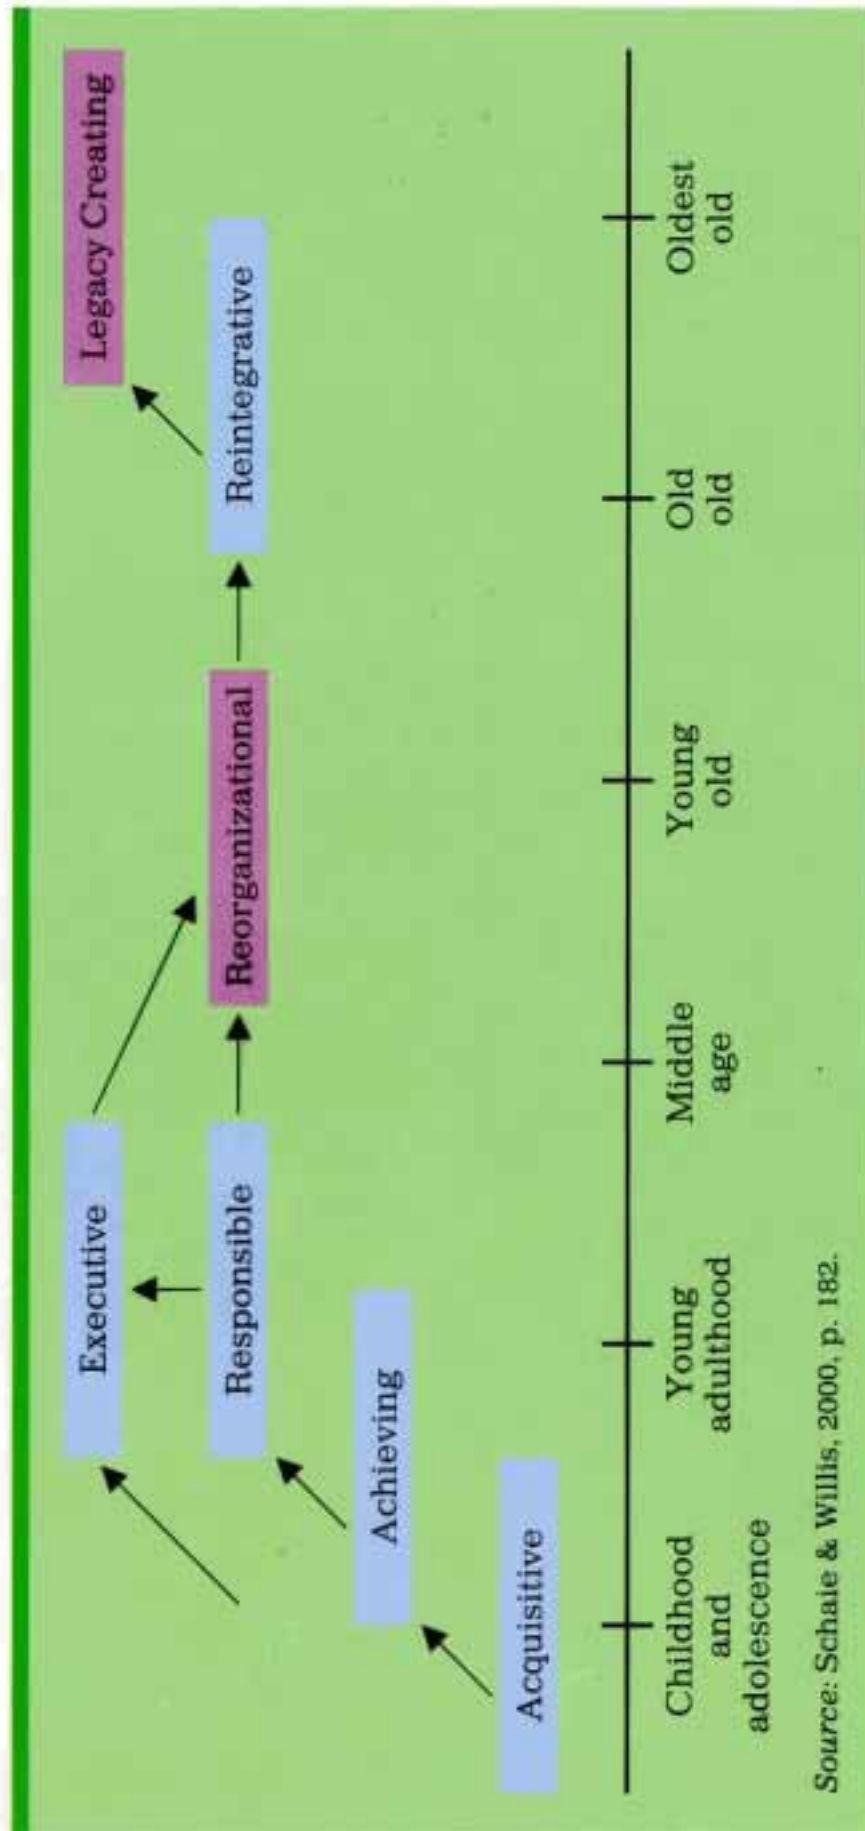 Executive
Legacy Creating
Responsible
Reorganizational
Reintegrative
Achieving
Acquisitive
Childhood
and
adolescence
Young
adulthood
Middle
age
Young
old
Old
old
Oldest
old
Source: Schaie & Willis, 2000, p. 182.